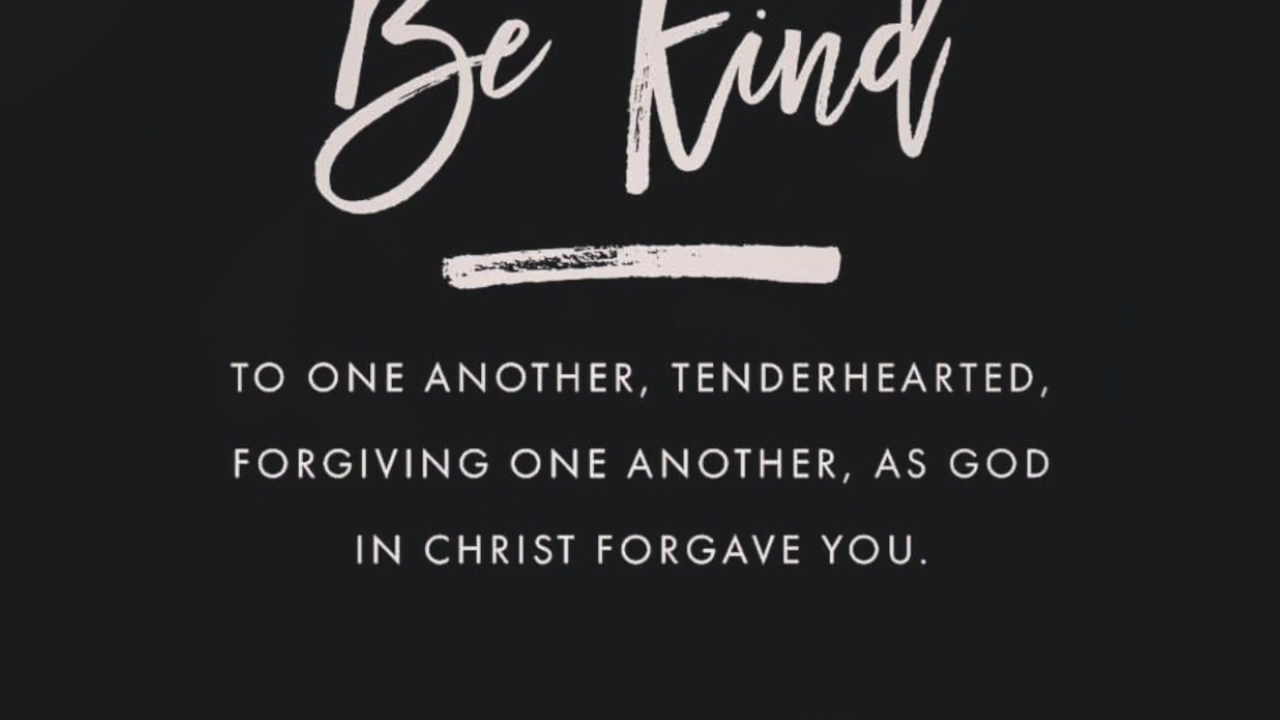 Be Kind
TO ONE ANOTHER, TENDERHEARTED,
FORGIVING ONE ANOTHER, AS GOD
IN CHRIST FORGAVE YOU.